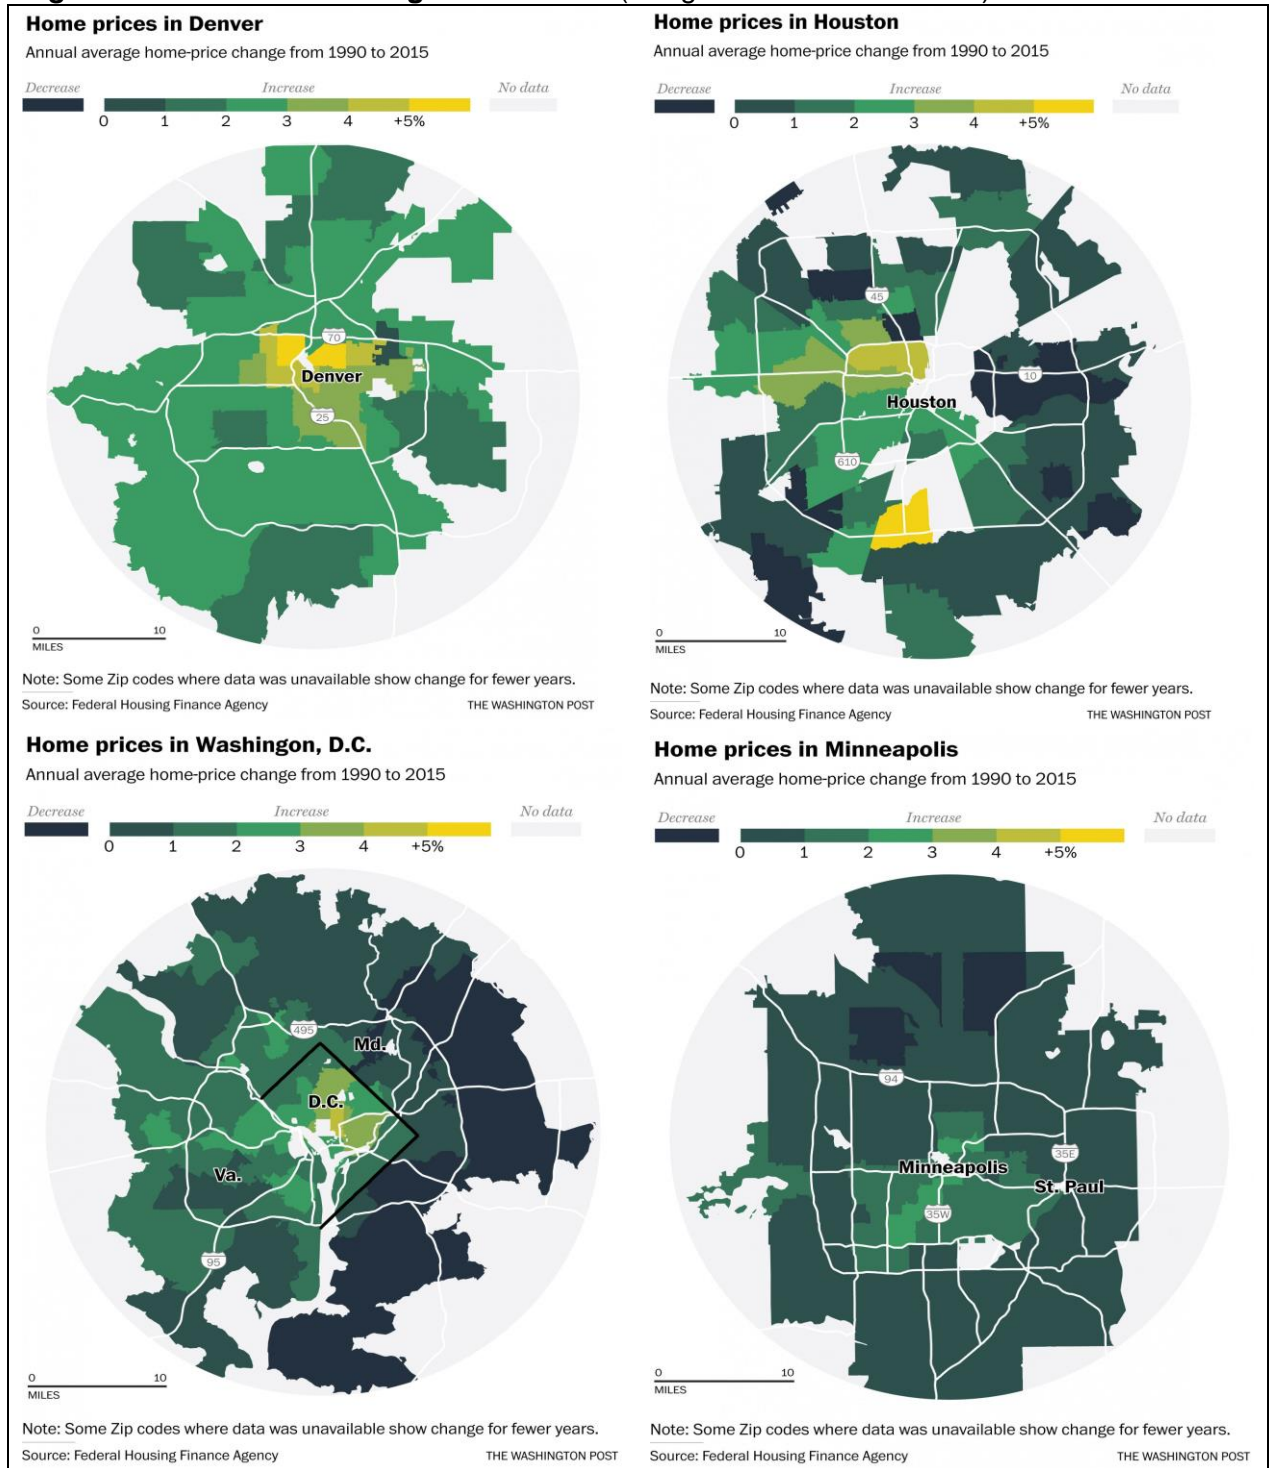 Home prices in Denver
Annual average home-price change from 1990 to 2015
Decrease Increase No data
0 1 2 3 4 +5%
70
Denver
25
0 10
MILES
Note: Some Zip codes where data was unavailable show change for fewer years.
Source: Federal Housing Finance Agency THE WASHINGTON POST
Home prices in Houston
Annual average home-price change from 1990 to 2015
Decrease Increase No data
0 1 2 3 4 +5%
45
10
Houston
610
0 10
MILES
Note: Some Zip codes where data was unavailable show change for fewer years.
Source: Federal Housing Finance Agency THE WASHINGTON POST
Home prices in Washingon, D.C.
Annual average home-price change from 1990 to 2015
Decrease Increase No data
0 1 2 3 4 +5%
495
Md.
D.C.
Va.
95
0 10
MILES
Note: Some Zip codes where data was unavailable show change for fewer years.
Source: Federal Housing Finance Agency THE WASHINGTON POST
Home prices in Minneapolis
Annual average home-price change from 1990 to 2015
Decrease Increase No data
0 1 2 3 4 +5%
94
35E
Minneapolis
St. Paul
35W
0 10
MILES
Note: Some Zip codes where data was unavailable show change for fewer years.
Source: Federal Housing Finance Agency THE WASHINGTON POST